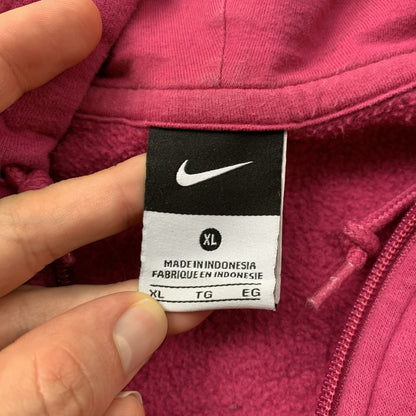 XL
MADE IN INDONESIA
FABRIQUE EN INDONESIE
XL TG EG